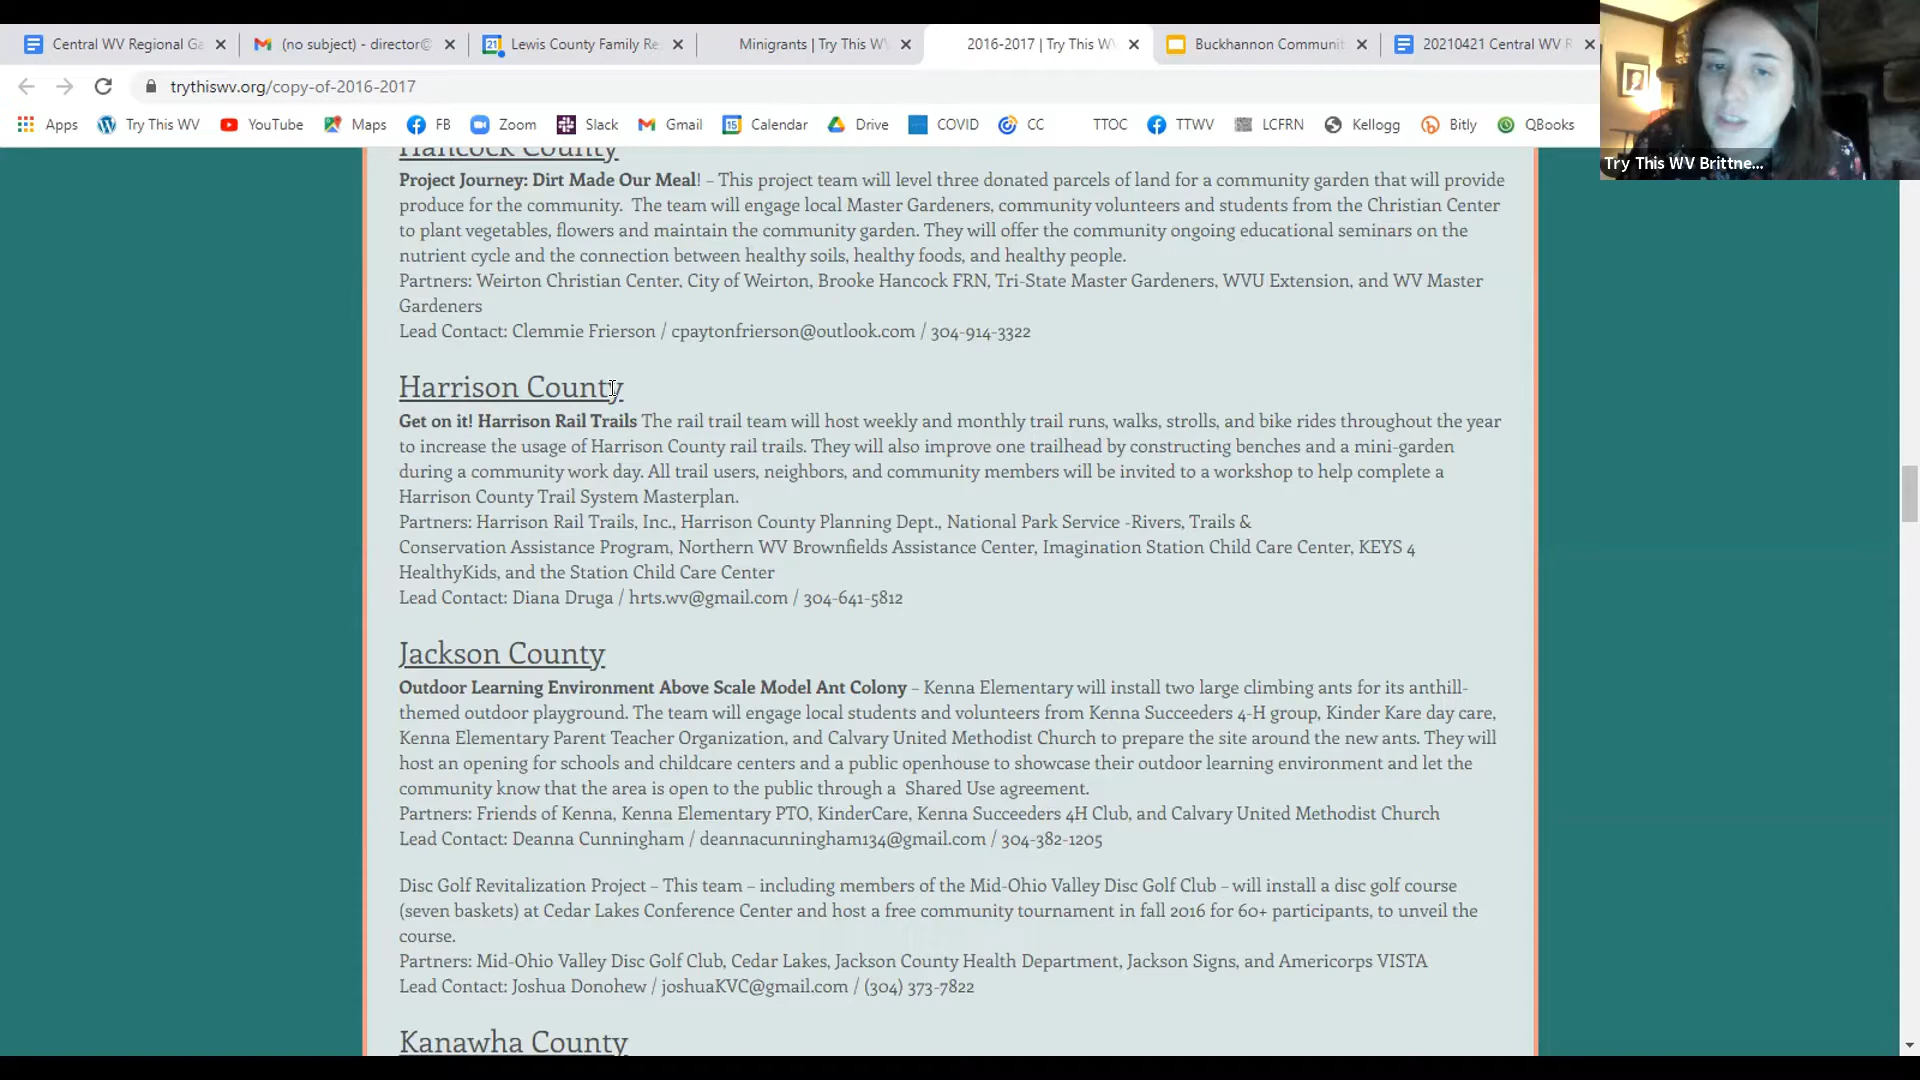 Central WV Regional Ga
(no subject) - director@
21 Lewis County Family Re
Minigrants | Try This WV
2016-2017 | Try This WV
Buckhannon Communi
20210421 Central WV R
trythiswv.org/copy-of-2016-2017
Apps Try This WV YouTube Maps FB Zoom Slack Gmail 15 Calendar Drive COVID CC TTOC TTWV LCFRN Kellogg Bitly QBooks
Try This WV Brittne...
Hancock County
Project Journey: Dirt Made Our Meal! – This project team will level three donated parcels of land for a community garden that will provide
produce for the community. The team will engage local Master Gardeners, community volunteers and students from the Christian Center
to plant vegetables, flowers and maintain the community garden. They will offer the community ongoing educational seminars on the
nutrient cycle and the connection between healthy soils, healthy foods, and healthy people.
Partners: Weirton Christian Center, City of Weirton, Brooke Hancock FRN, Tri-State Master Gardeners, WVU Extension, and WV Master
Gardeners
Lead Contact: Clemmie Frierson / cpaytonfrierson@outlook.com / 304-914-3322
Harrison County
Get on it! Harrison Rail Trails The rail trail team will host weekly and monthly trail runs, walks, strolls, and bike rides throughout the year
to increase the usage of Harrison County rail trails. They will also improve one trailhead by constructing benches and a mini-garden
during a community work day. All trail users, neighbors, and community members will be invited to a workshop to help complete a
Harrison County Trail System Masterplan.
Partners: Harrison Rail Trails, Inc., Harrison County Planning Dept., National Park Service -Rivers, Trails &
Conservation Assistance Program, Northern WV Brownfields Assistance Center, Imagination Station Child Care Center, KEYS 4
HealthyKids, and the Station Child Care Center
Lead Contact: Diana Druga / hrts.wv@gmail.com / 304-641-5812
Jackson County
Outdoor Learning Environment Above Scale Model Ant Colony – Kenna Elementary will install two large climbing ants for its anthill-
themed outdoor playground. The team will engage local students and volunteers from Kenna Succeeders 4-H group, Kinder Kare day care,
Kenna Elementary Parent Teacher Organization, and Calvary United Methodist Church to prepare the site around the new ants. They will
host an opening for schools and childcare centers and a public openhouse to showcase their outdoor learning environment and let the
community know that the area is open to the public through a Shared Use agreement.
Partners: Friends of Kenna, Kenna Elementary PTO, KinderCare, Kenna Succeeders 4H Club, and Calvary United Methodist Church
Lead Contact: Deanna Cunningham / deannacunningham134@gmail.com / 304-382-1205
Disc Golf Revitalization Project – This team – including members of the Mid-Ohio Valley Disc Golf Club – will install a disc golf course
(seven baskets) at Cedar Lakes Conference Center and host a free community tournament in fall 2016 for 60+ participants, to unveil the
course.
Partners: Mid-Ohio Valley Disc Golf Club, Cedar Lakes, Jackson County Health Department, Jackson Signs, and Americorps VISTA
Lead Contact: Joshua Donohew / joshuaKVC@gmail.com / (304) 373-7822
Kanawha County